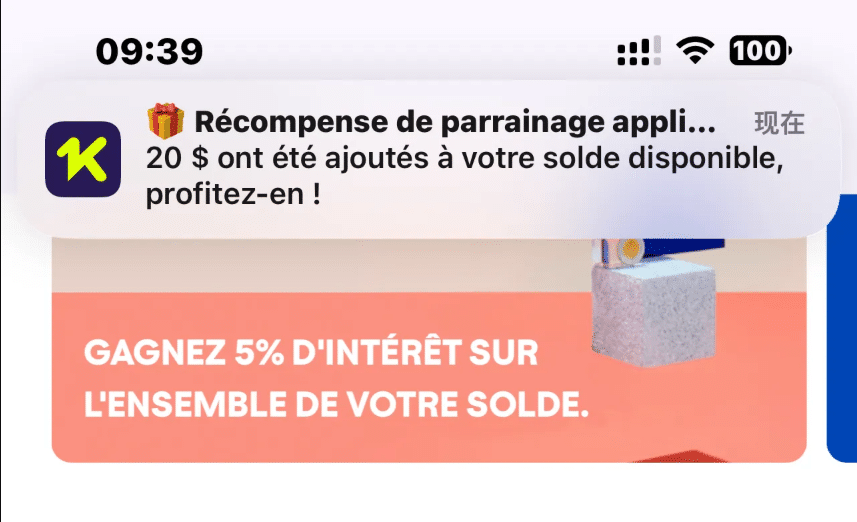 09:39
100
🎁 Récompense de parrainage appli...
现在
20 $ ont été ajoutés à votre solde disponible,
profitez-en !
GAGNEZ 5% D'INTÉRÊT SUR
L'ENSEMBLE DE VOTRE SOLDE.